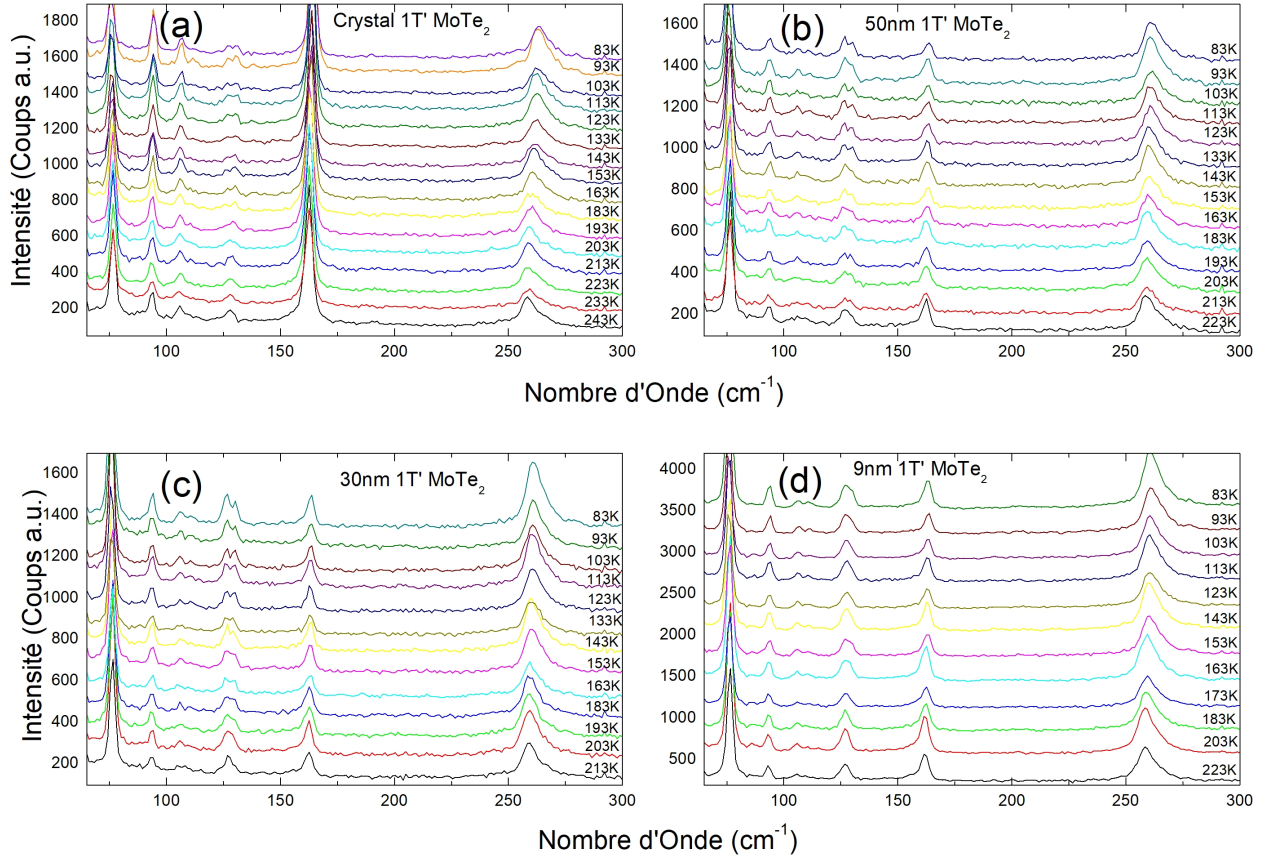 (a)
Crystal 1T' MoTe2
Intensité (Coups a.u.)
1800
1600
1400
1200
1000
800
600
400
200
83K
93K
103K
113K
123K
133K
143K
153K
163K
183K
193K
203K
213K
223K
233K
243K
100
150
200
250
300
(b)
50nm 1T' MoTe2
1600
1400
1200
1000
800
600
400
200
83K
93K
103K
113K
123K
133K
143K
153K
163K
183K
193K
203K
213K
223K
100
150
200
250
300
Nombre d'Onde (cm-1)
(c)
30nm 1T' MoTe2
Intensité (Coups a.u.)
1600
1400
1200
1000
800
600
400
200
83K
93K
103K
113K
123K
133K
143K
153K
163K
183K
193K
203K
213K
100
150
200
250
300
(d)
9nm 1T' MoTe2
4000
3500
3000
2500
2000
1500
1000
500
83K
93K
103K
113K
123K
143K
153K
163K
173K
183K
203K
223K
100
150
200
250
300
Nombre d'Onde (cm-1)